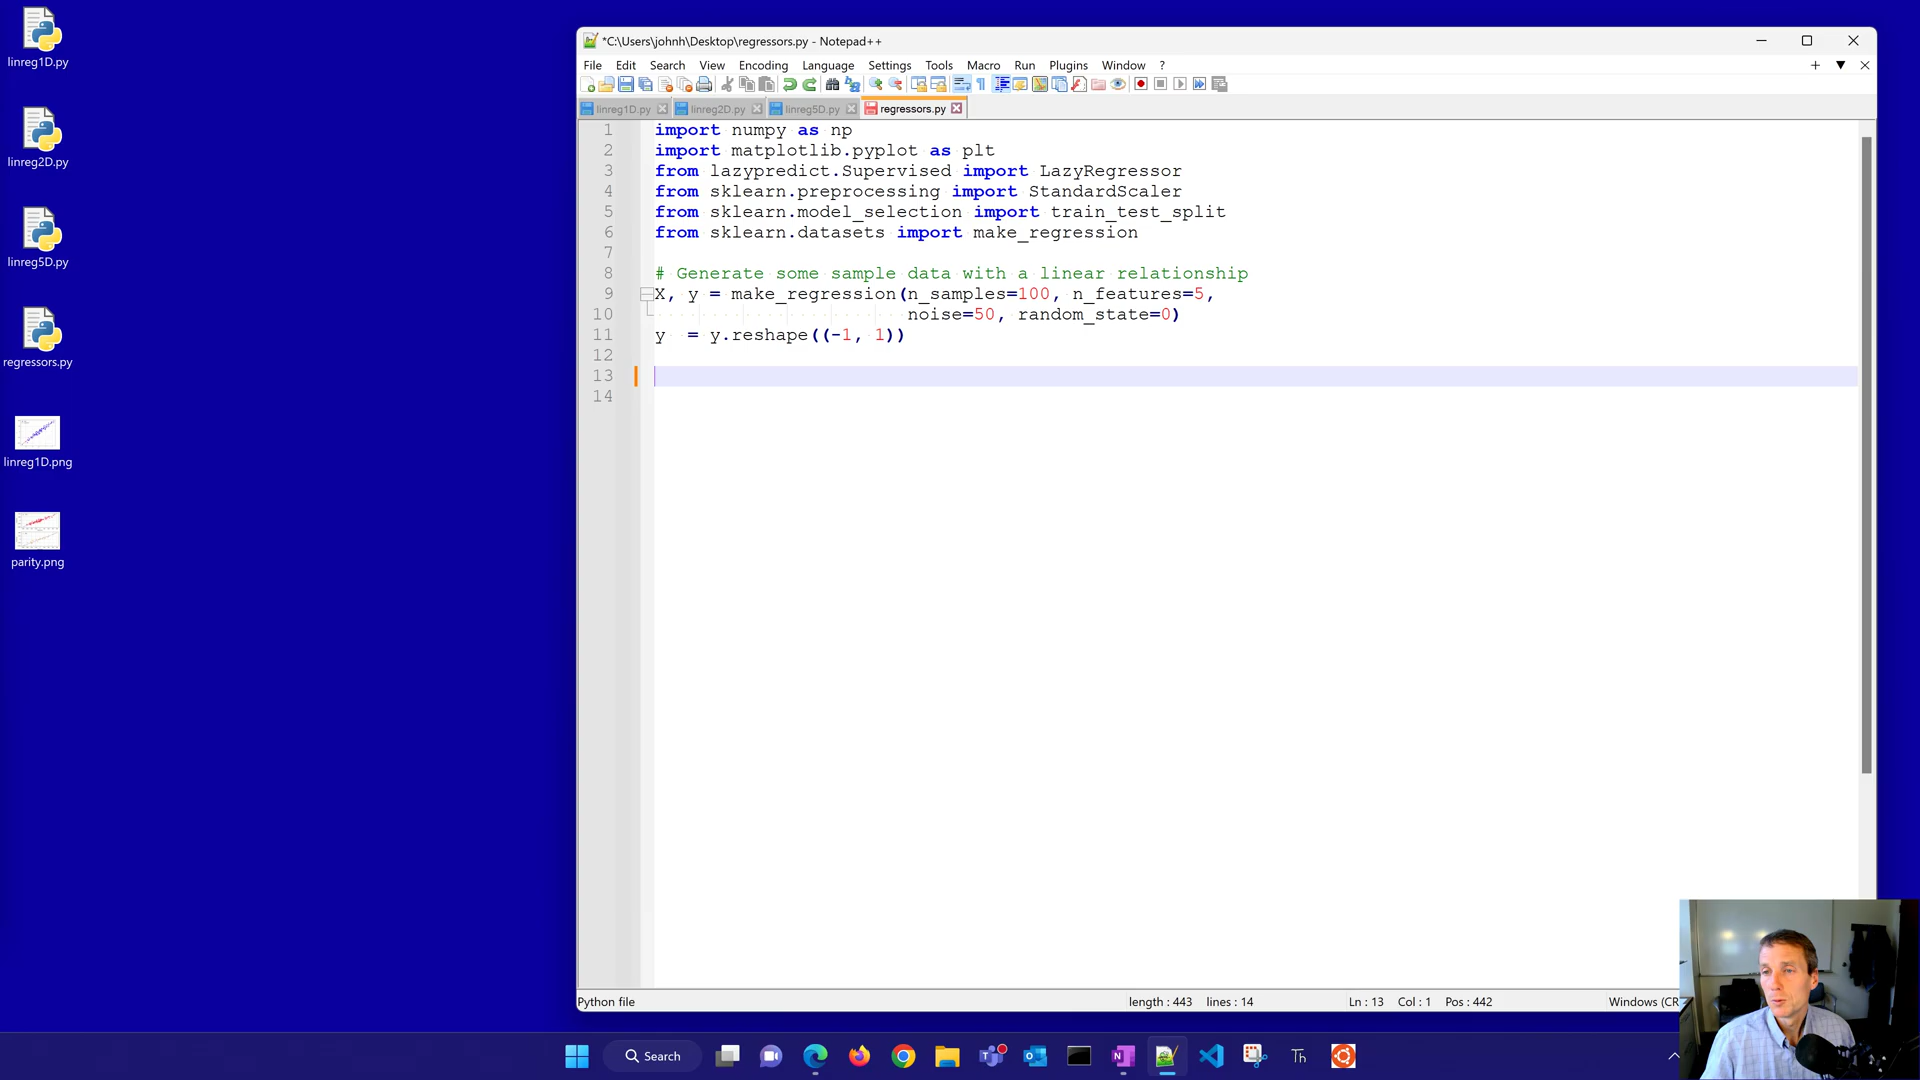 linreg1D.py
linreg2D.py
linreg5D.py
regressors.py
linreg1D.png
parity.png
*C:\Users\johnh\Desktop\regressors.py - Notepad++
File Edit Search View Encoding Language Settings Tools Macro Run Plugins Window ?
linreg1D.py linreg2D.py linreg5D.py regressors.py
1 import numpy as np
2 import matplotlib.pyplot as plt
3 from lazypredict.Supervised import LazyRegressor
4 from sklearn.preprocessing import StandardScaler
5 from sklearn.model_selection import train_test_split
6 from sklearn.datasets import make_regression
7
8 # Generate some sample data with a linear relationship
9 X, y = make_regression(n_samples=100, n_features=5,
10 noise=50, random_state=0)
11 y = y.reshape((-1, 1))
12
13
14
Python file length : 443 lines : 14 Ln : 13 Col : 1 Pos : 442 Windows (CR
Search
Th